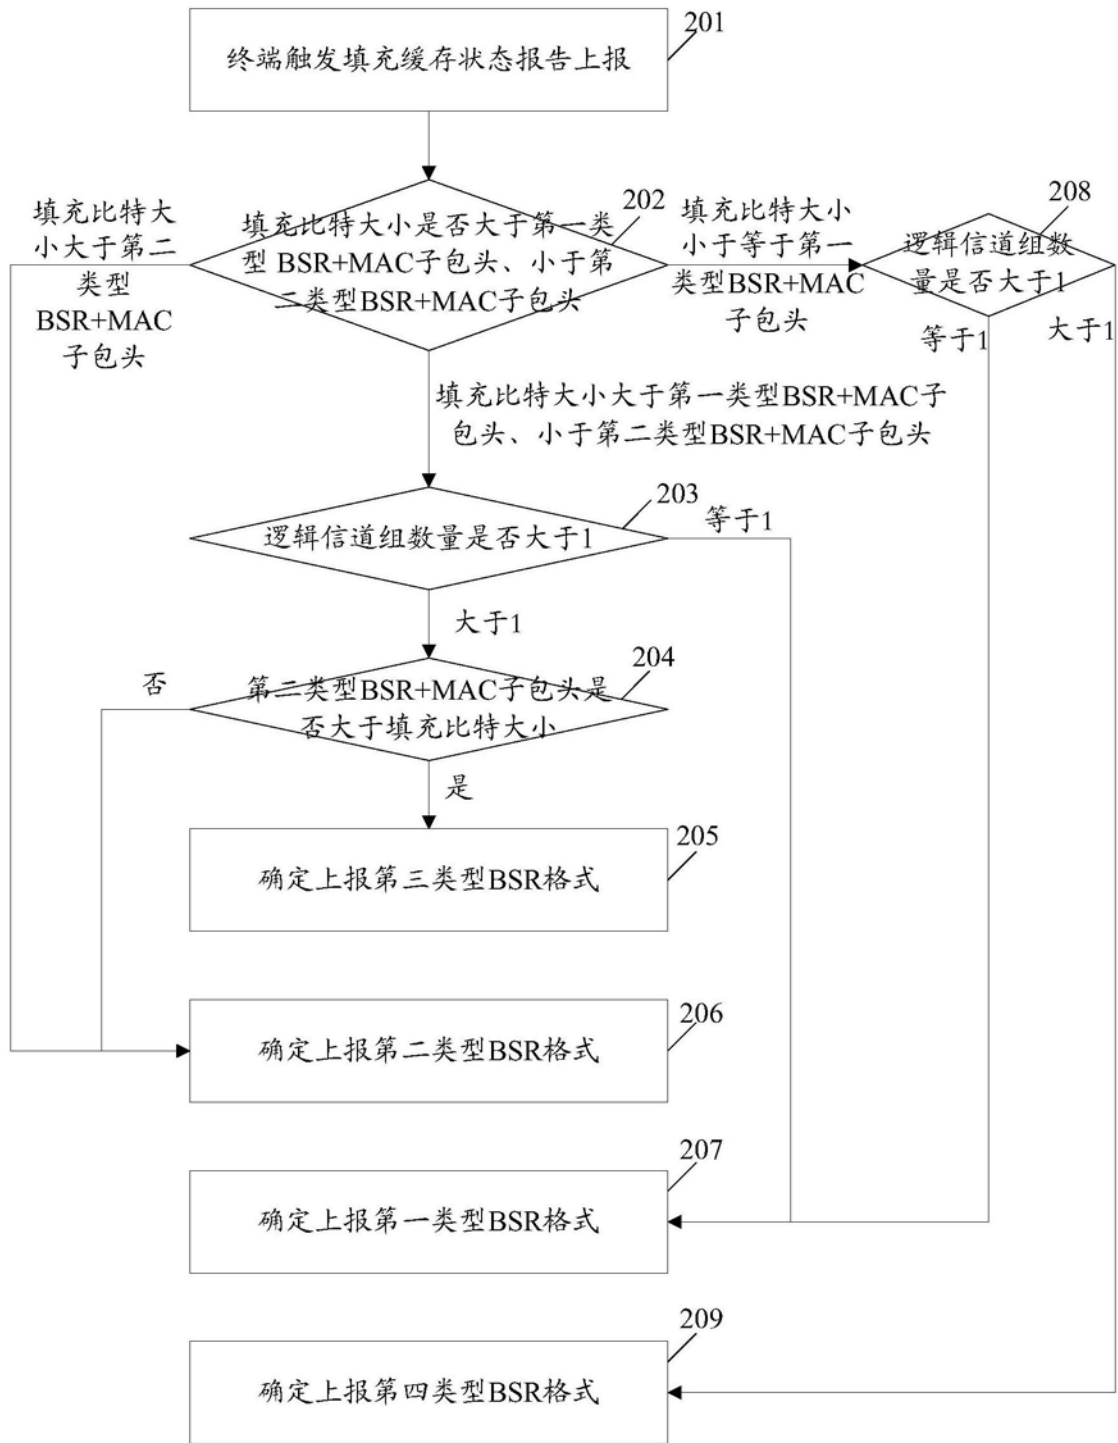 201
终端触发填充缓存状态报告上报
填充比特大
小大于第二
类型
BSR+MAC
子包头
202
填充比特大小是否大于第一类
型 BSR+MAC子包头、小于第
二类型BSR+MAC子包头
填充比特大小
小于等于第一
类型BSR+MAC
子包头
208
逻辑信道组数
量是否大于1
等于1
大于1
填充比特大小大于第一类型BSR+MAC子
包头、小于第二类型BSR+MAC子包头
203
逻辑信道组数量是否大于1
等于1
大于1
204
否
第二类型BSR+MAC子包头是
否大于填充比特大小
是
205
确定上报第三类型BSR格式
206
确定上报第二类型BSR格式
207
确定上报第一类型BSR格式
209
确定上报第四类型BSR格式